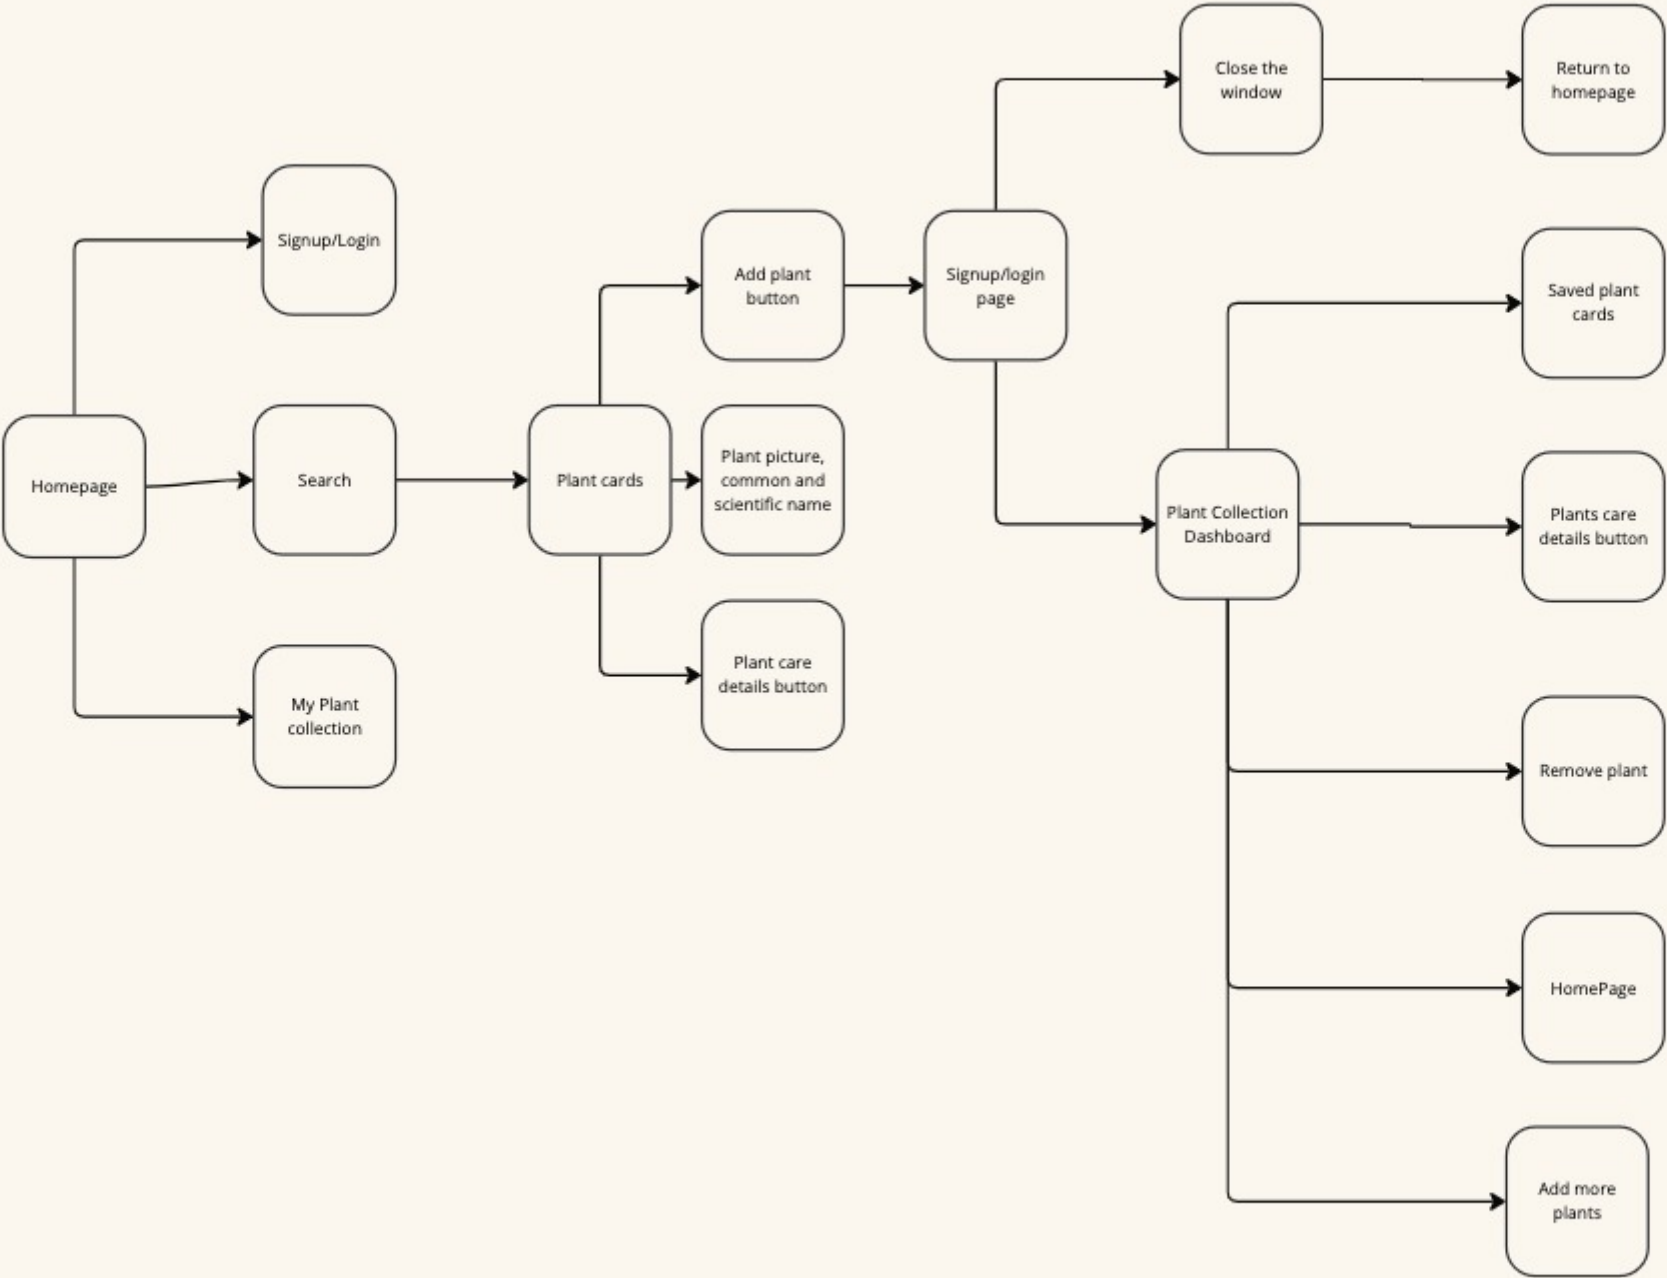 Close the
window
Return to
homepage
Signup/Login
Add plant
button
Signup/login
page
Saved plant
cards
Homepage
Search
Plant cards
Plant picture,
common and
scientific name
Plant Collection
Dashboard
Plants care
details button
My Plant
collection
Plant care
details button
Remove plant
HomePage
Add more
plants